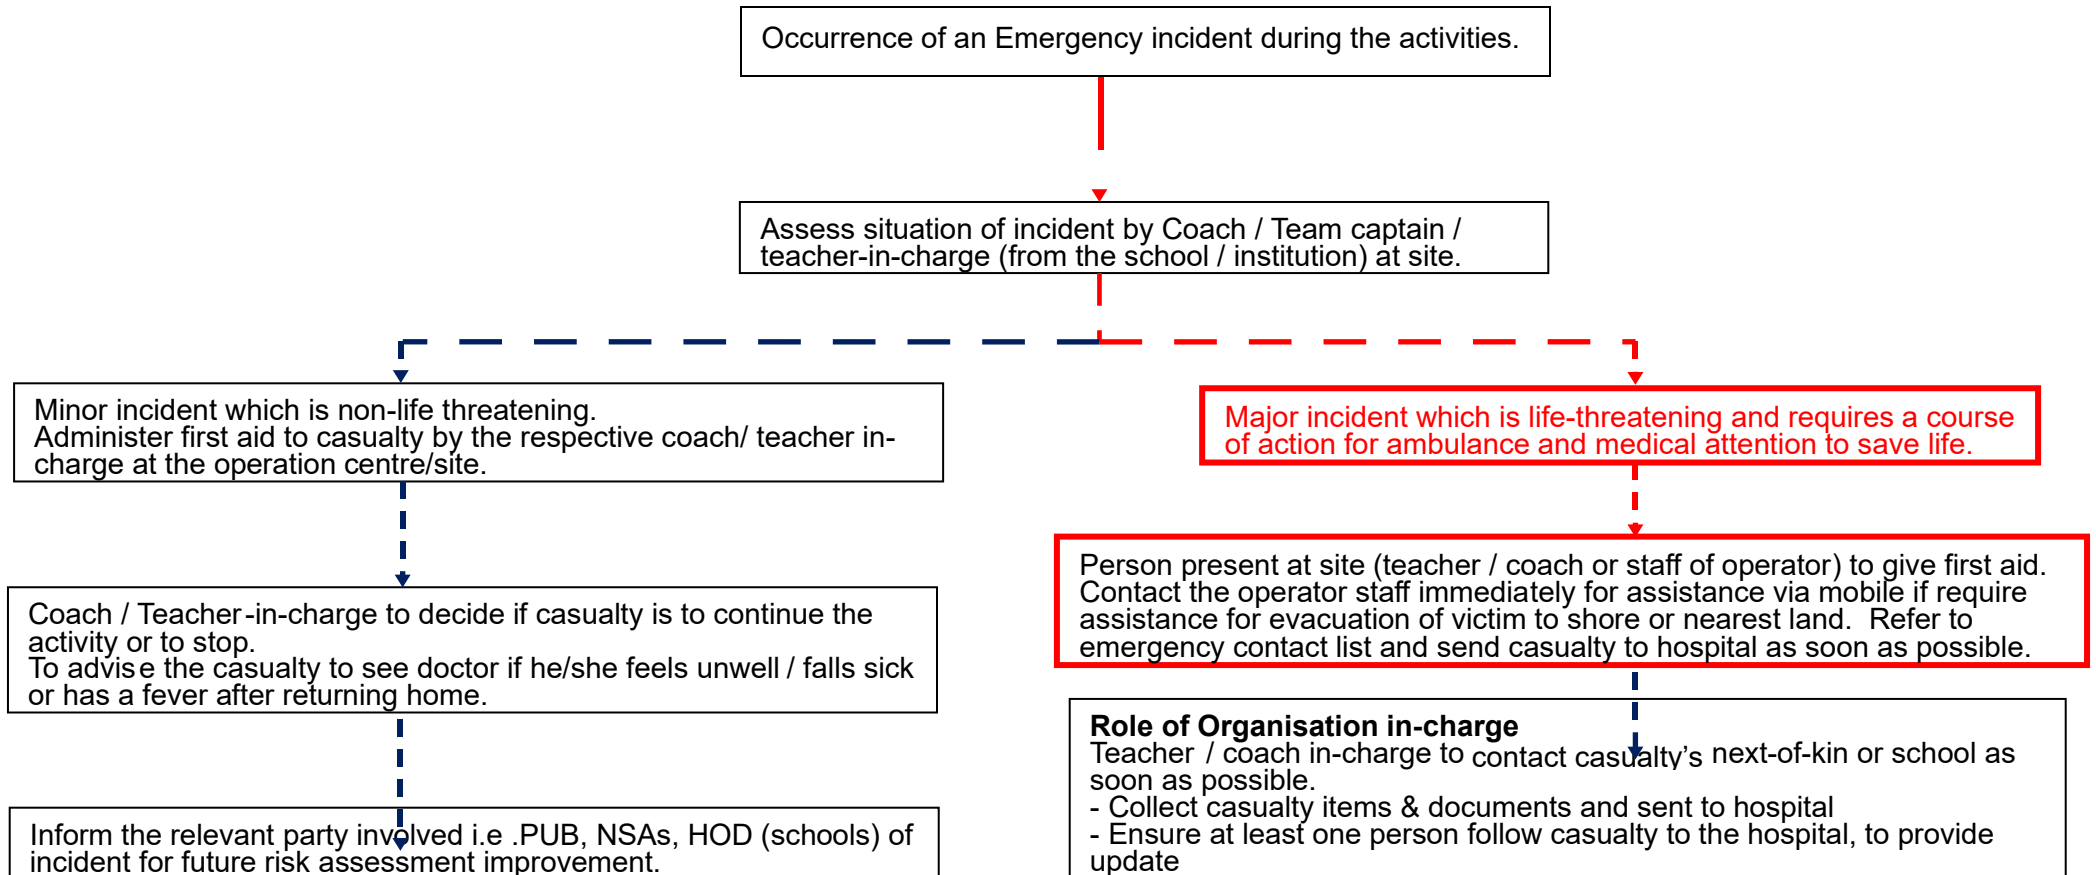 Occurrence of an Emergency incident during the activities.
Assess situation of incident by Coach / Team captain /
teacher-in-charge (from the school / institution) at site.
Minor incident which is non-life threatening.
Administer first aid to casualty by the respective coach/ teacher in-
charge at the operation centre/site.
Major incident which is life-threatening and requires a course
of action for ambulance and medical attention to save life.
Coach / Teacher-in-charge to decide if casualty is to continue the
activity or to stop.
To advise the casualty to see doctor if he/she feels unwell / falls sick
or has a fever after returning home.
Person present at site (teacher / coach or staff of operator) to give first aid.
Contact the operator staff immediately for assistance via mobile if require
assistance for evacuation of victim to shore or nearest land.  Refer to
emergency contact list and send casualty to hospital as soon as possible.
Inform the relevant party involved i.e .PUB, NSAs, HOD (schools) of
incident for future risk assessment improvement.
Role of Organisation in-charge
Teacher / coach in-charge to contact casualty’s next-of-kin or school as
soon as possible.
- Collect casualty items & documents and sent to hospital
- Ensure at least one person follow casualty to the hospital, to provide
update